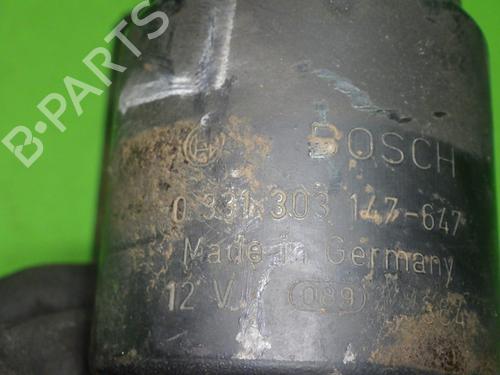 BOSCH
0 331 303 147-647
Made in Germany
12 V 089
B-PARTS